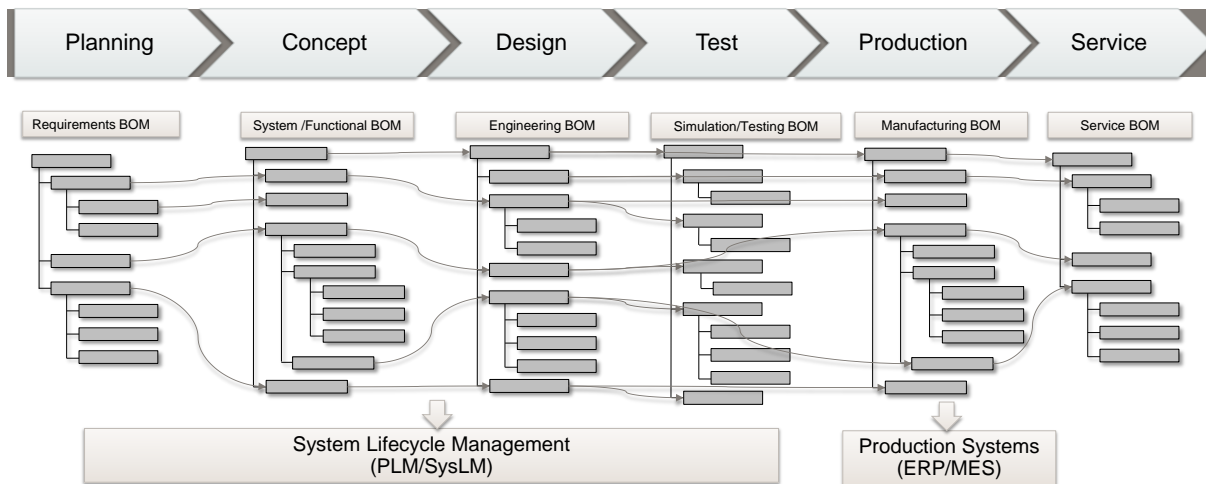 Planning
Concept
Design
Test
Production
Service
Requirements BOM
System /Functional BOM
Engineering BOM
Simulation/Testing BOM
Manufacturing BOM
Service BOM
System Lifecycle Management
(PLM/SysLM)
Production Systems
(ERP/MES)